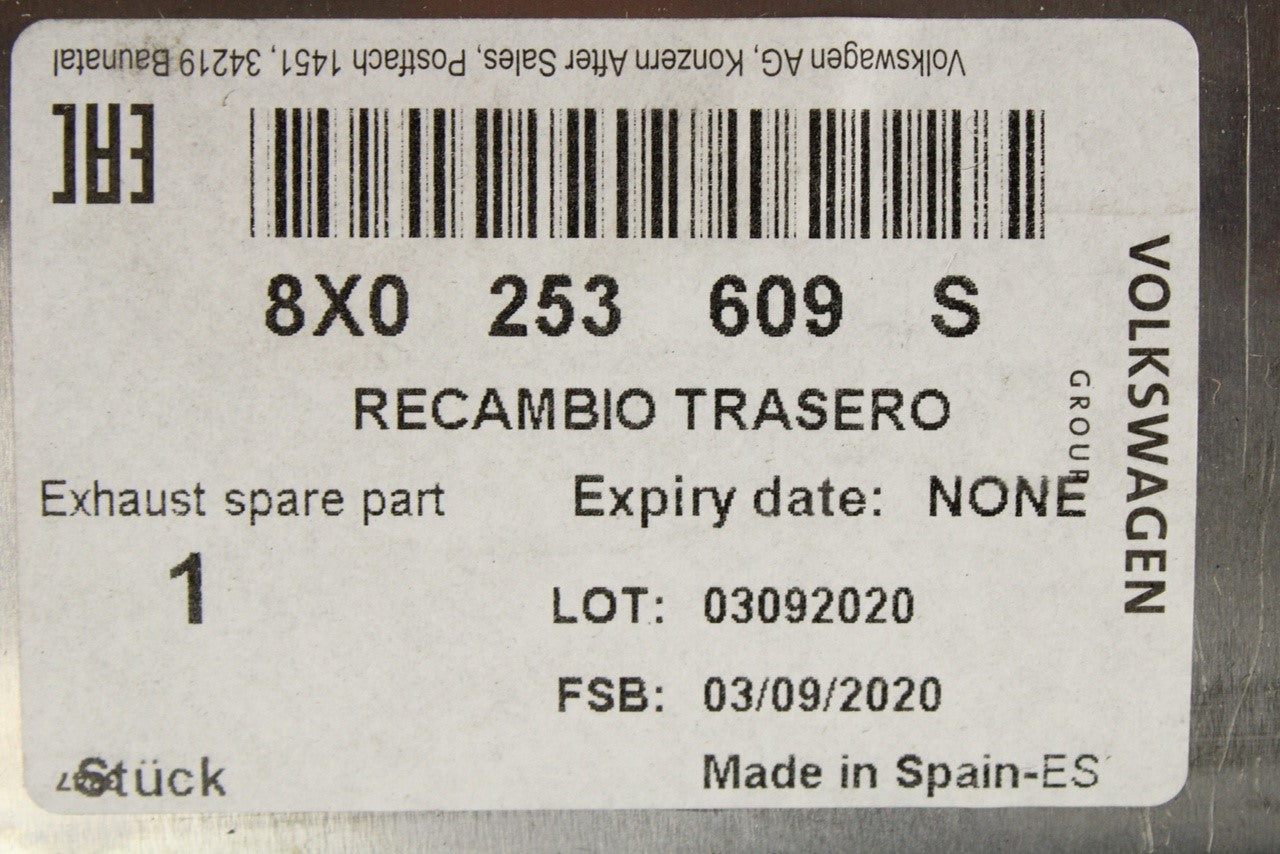 Volkswagen AG, Konzern After Sales, Postfach 1451, 34219 Baunatal
EAC
8X0 253 609 S
RECAMBIO TRASERO
VOLKSWAGEN
GROUP
Exhaust spare part
Expiry date: NONE
1
LOT: 03092020
FSB: 03/09/2020
Stück
Made in Spain-ES